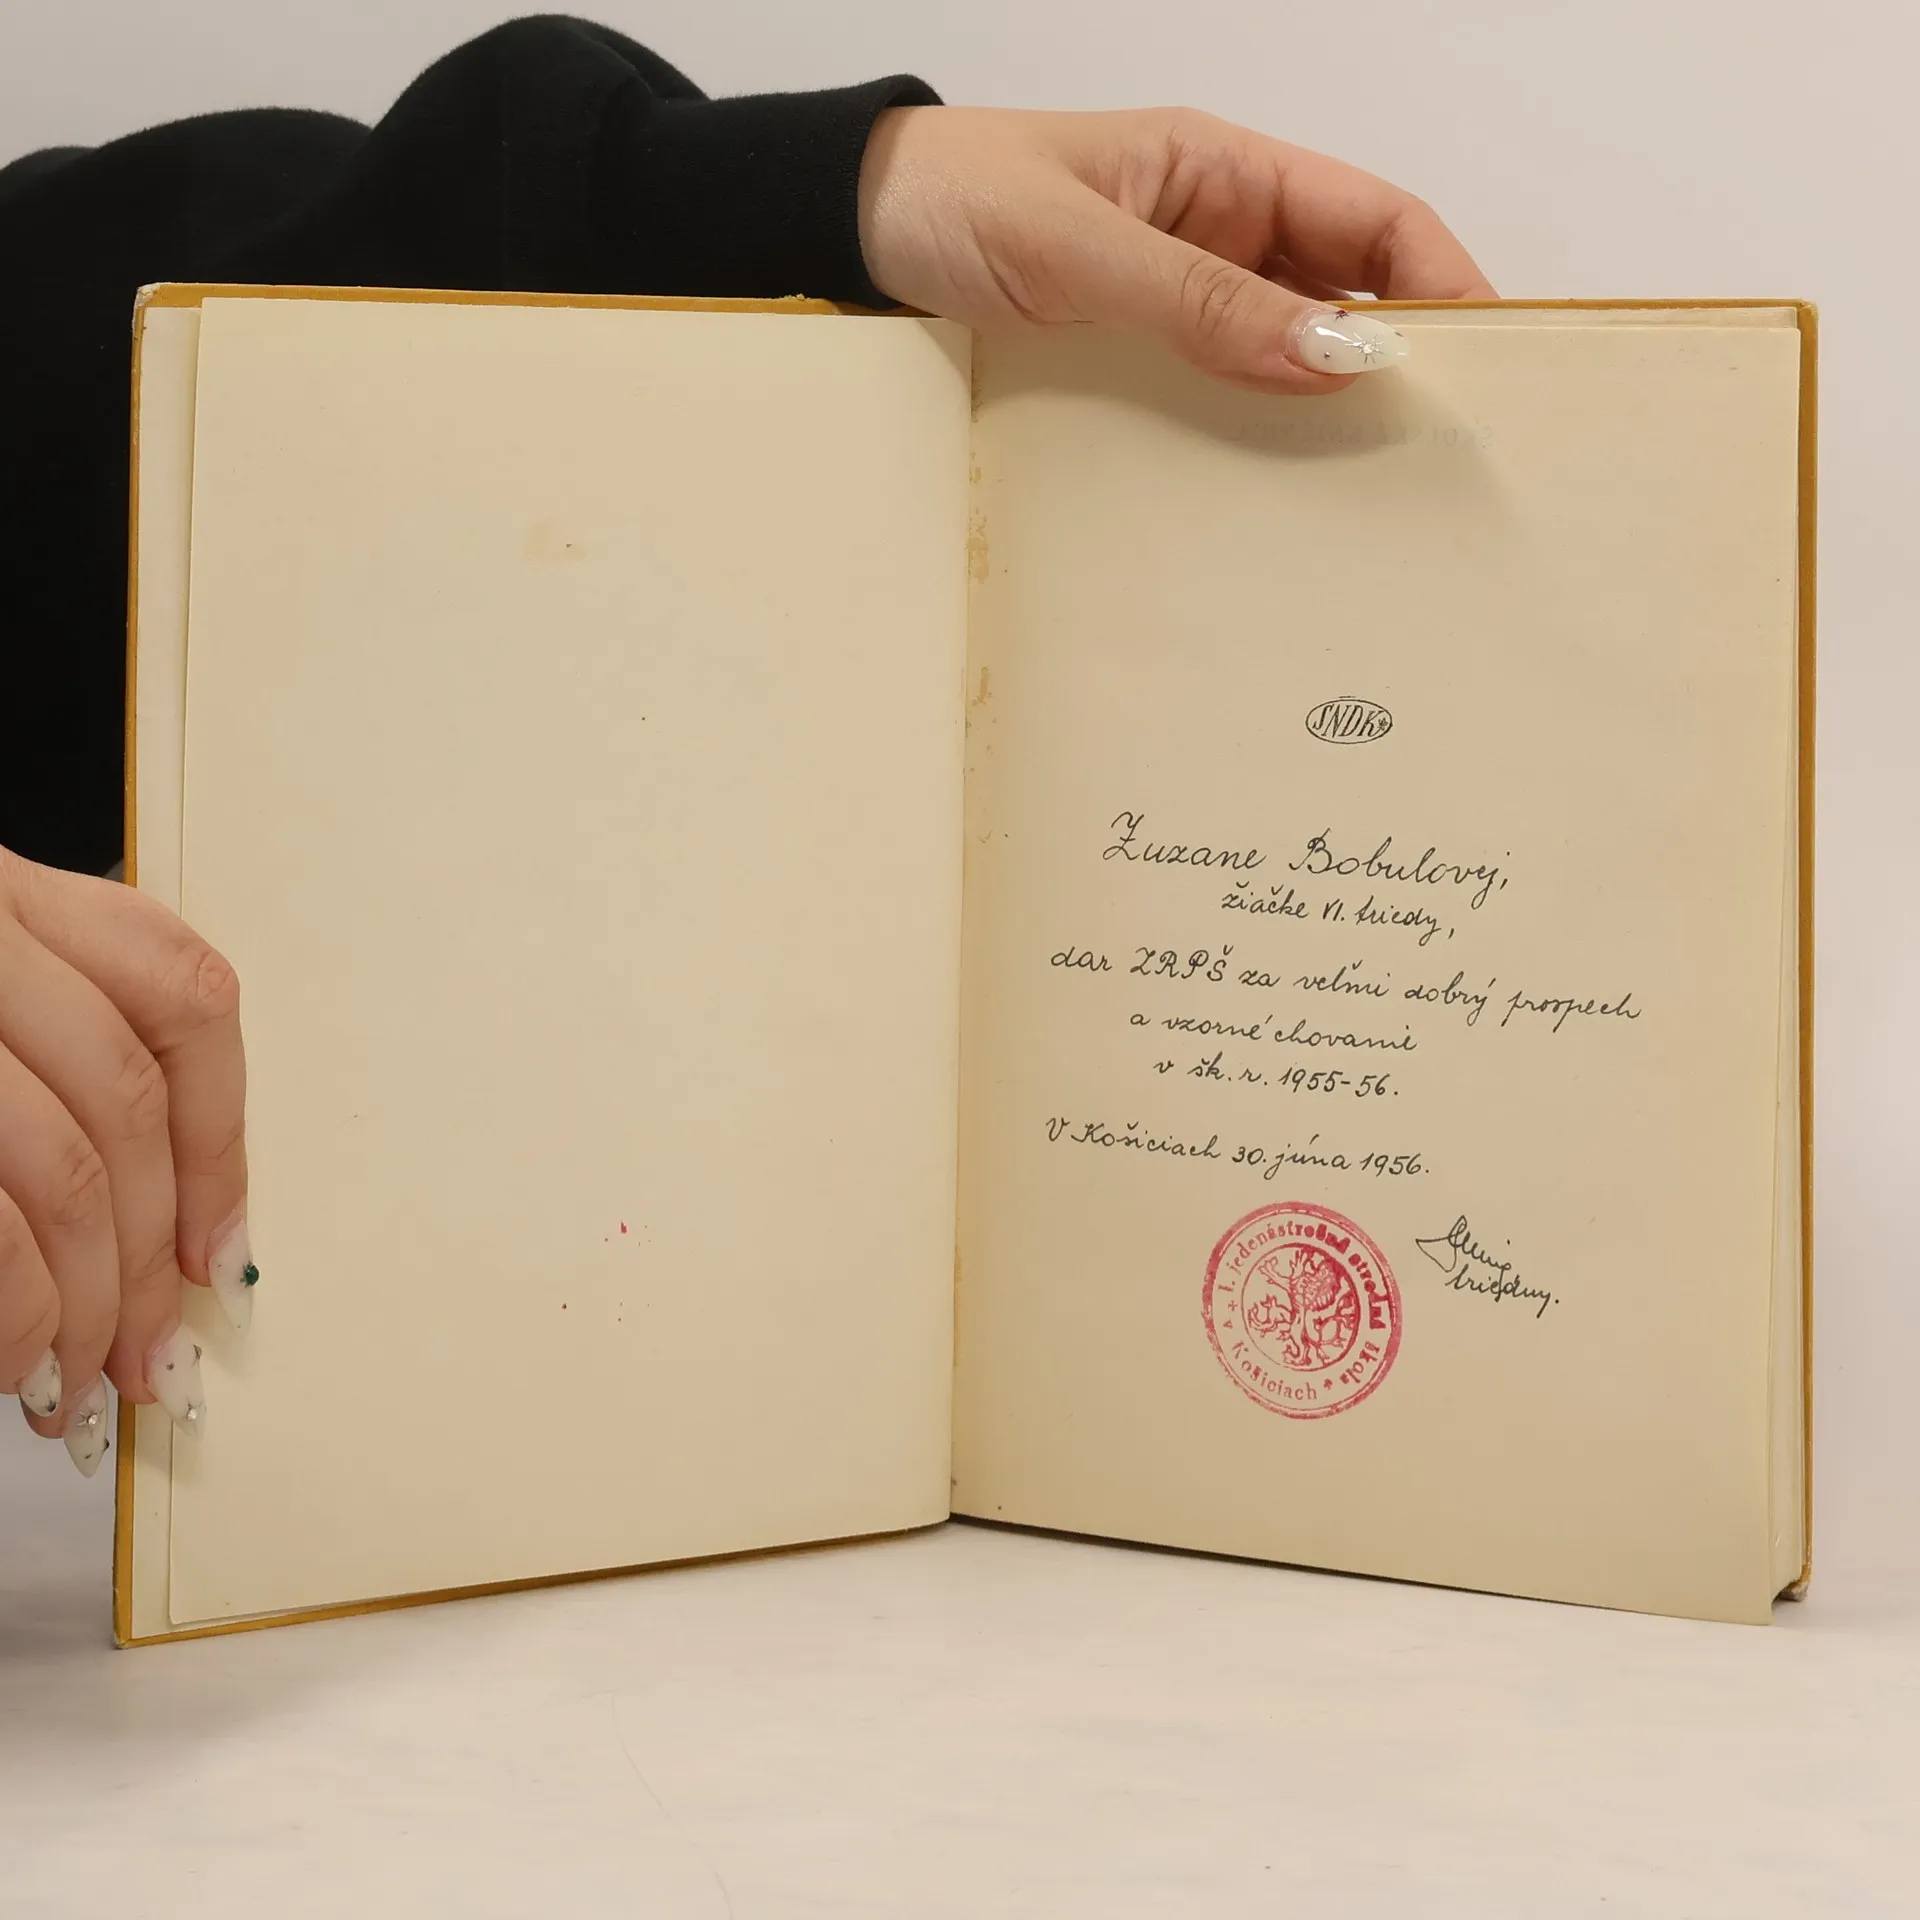 SNDK
Zuzane Bobulovej,
žiačke VI. triedy,
dar ZRPŠ za veľmi dobrý prospech
a vzorné chovanie
v šk. r. 1955-56.
V Košiciach 30. júna 1956.
triedny.
I. jedenásťročná stredná škola
v Košiciach